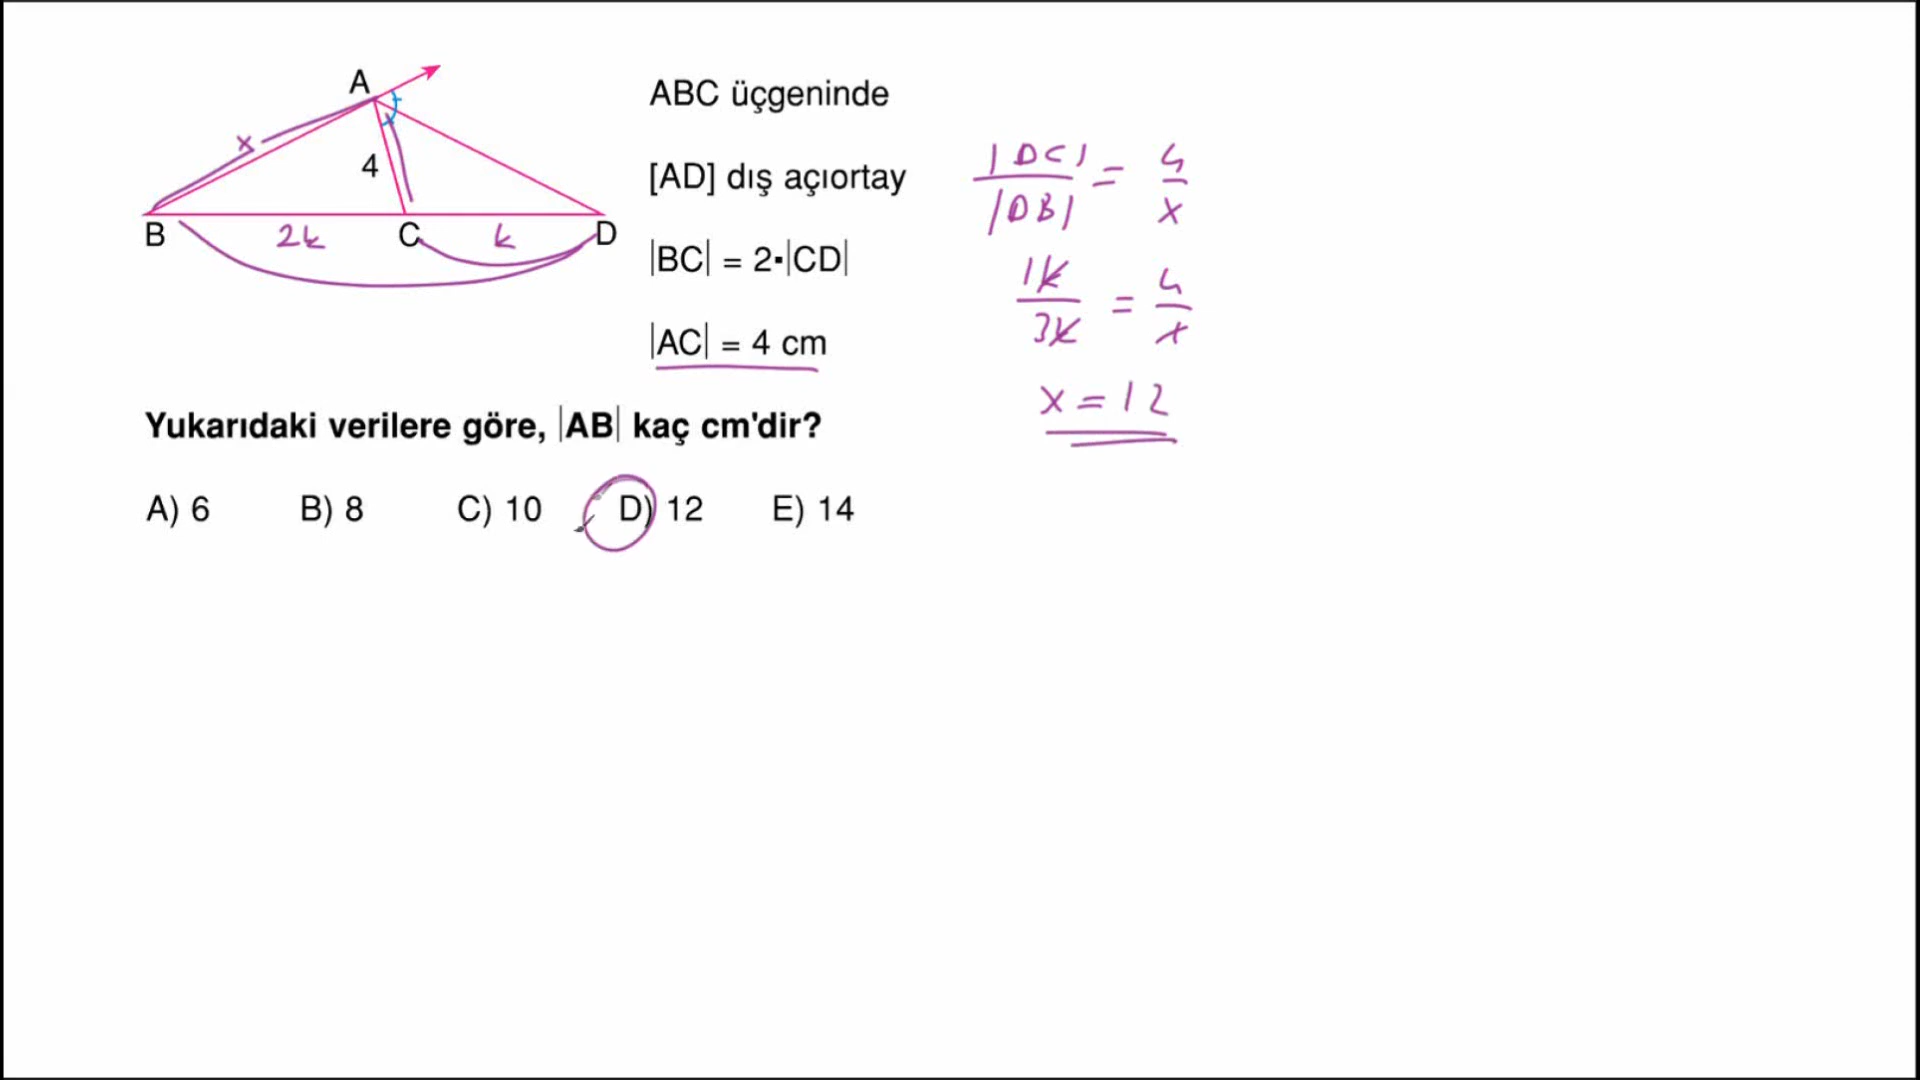 A
ABC üçgeninde
x
4
[AD] dış açıortay
B
2k
C
k
D
|BC| = 2·|CD|
|AC| = 4 cm
Yukarıdaki verilere göre, |AB| kaç cm'dir?
A) 6 B) 8 C) 10 D) 12 E) 14
|DC| / |DB| = 4 / x
1k / 3k = 4 / x
x = 12